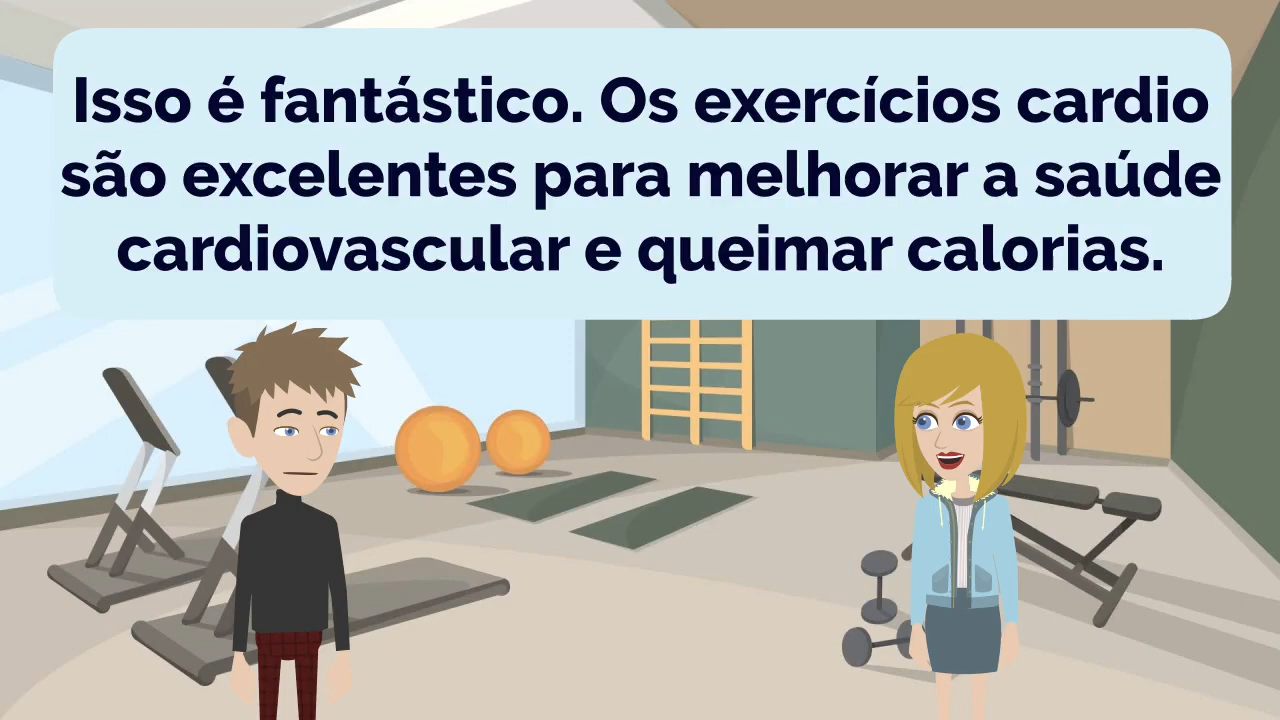 Isso é fantástico. Os exercícios cardio
são excelentes para melhorar a saúde
cardiovascular e queimar calorias.